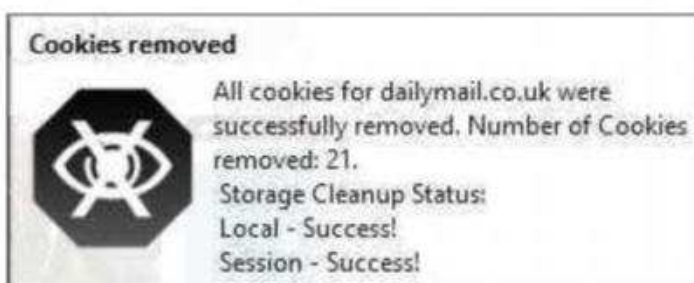 Cookies removed
All cookies for dailymail.co.uk were
successfully removed. Number of Cookies
removed: 21.
Storage Cleanup Status:
Local - Success!
Session - Success!